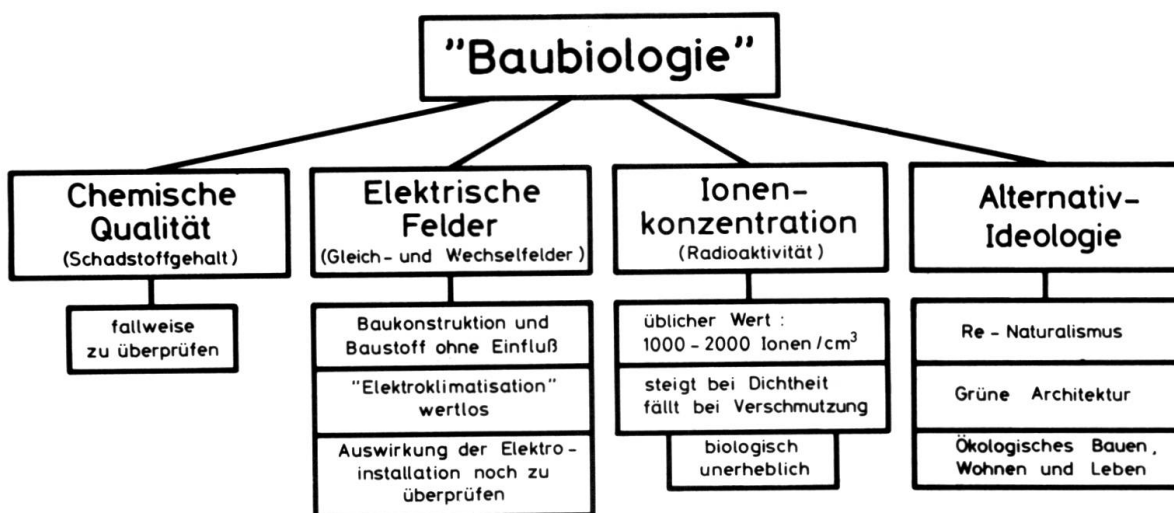 "Baubiologie"
Chemische
Qualität
(Schadstoffgehalt)
fallweise
zu überprüfen
Elektrische
Felder
(Gleich- und Wechselfelder)
Baukonstruktion und
Baustoff ohne Einfluß
"Elektroklimatisation"
wertlos
Auswirkung der Elektro-
installation noch zu
überprüfen
Ionen-
konzentration
(Radioaktivität)
üblicher Wert :
1000 - 2000 Ionen / cm³
steigt bei Dichtheit
fällt bei Verschmutzung
biologisch
unerheblich
Alternativ-
Ideologie
Re - Naturalismus
Grüne Architektur
Ökologisches Bauen,
Wohnen und Leben